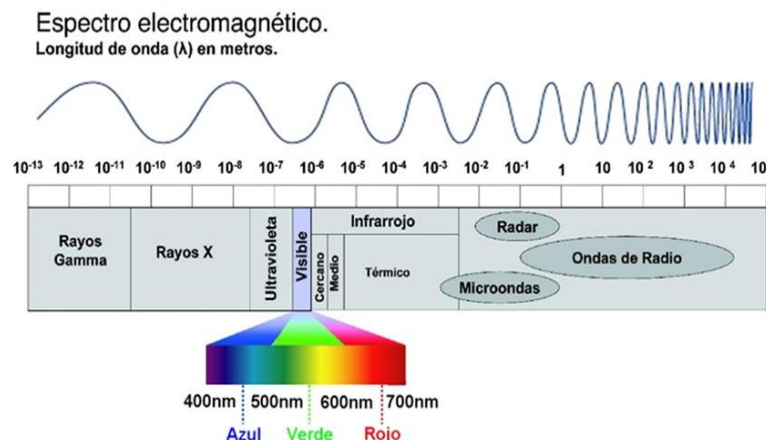 Espectro electromagnético.
Longitud de onda (λ) en metros.
10-13 10-12 10-11 10-10 10-9 10-8 10-7 10-6 10-5 10-4 10-3 10-2 10-1 1 10 10 2 10 3 10 4 10
Rayos Gamma
Rayos X
Ultravioleta
Visible
Infrarrojo
Cercano
Medio
Térmico
Radar
Ondas de Radio
Microondas
400nm 500nm 600nm 700nm
Azul Verde Rojo